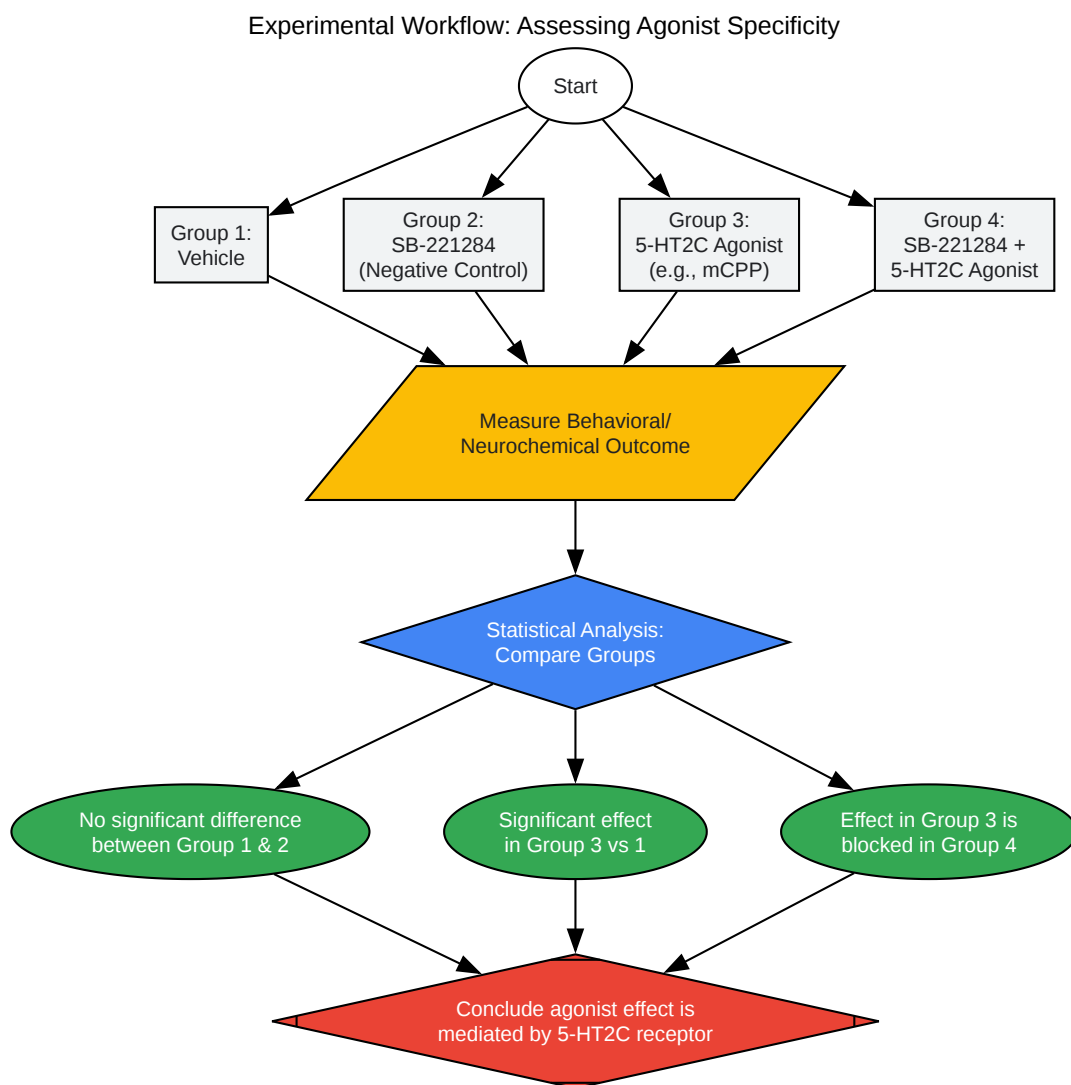 Experimental Workflow: Assessing Agonist Specificity
Start
Group 1:
Vehicle
Group 2:
SB-221284
(Negative Control)
Group 3:
5-HT2C Agonist
(e.g., mCPP)
Group 4:
SB-221284 +
5-HT2C Agonist
Measure Behavioral/
Neurochemical Outcome
Statistical Analysis:
Compare Groups
No significant difference
between Group 1 & 2
Significant effect
in Group 3 vs 1
Effect in Group 3 is
blocked in Group 4
Conclude agonist effect is
mediated by 5-HT2C receptor